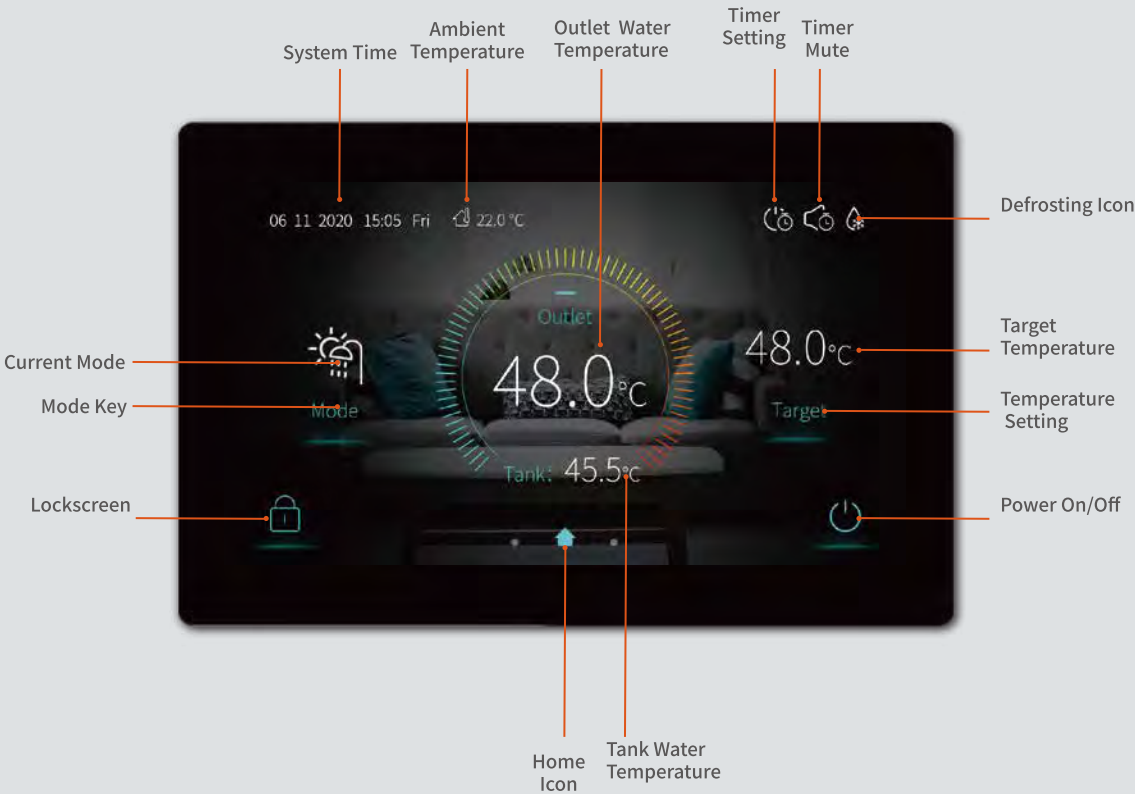 System Time
Ambient
Temperature
Outlet Water
Temperature
Timer
Setting
Timer
Mute
06 11 2020 15:05 Fri
22.0°C
Defrosting Icon
Outlet
48.0°C
Current Mode
Mode Key
Mode
48.0°C
Target
Target
Temperature
Temperature
Setting
Tank: 45.5°C
Lockscreen
Power On/Off
Home
Icon
Tank Water
Temperature